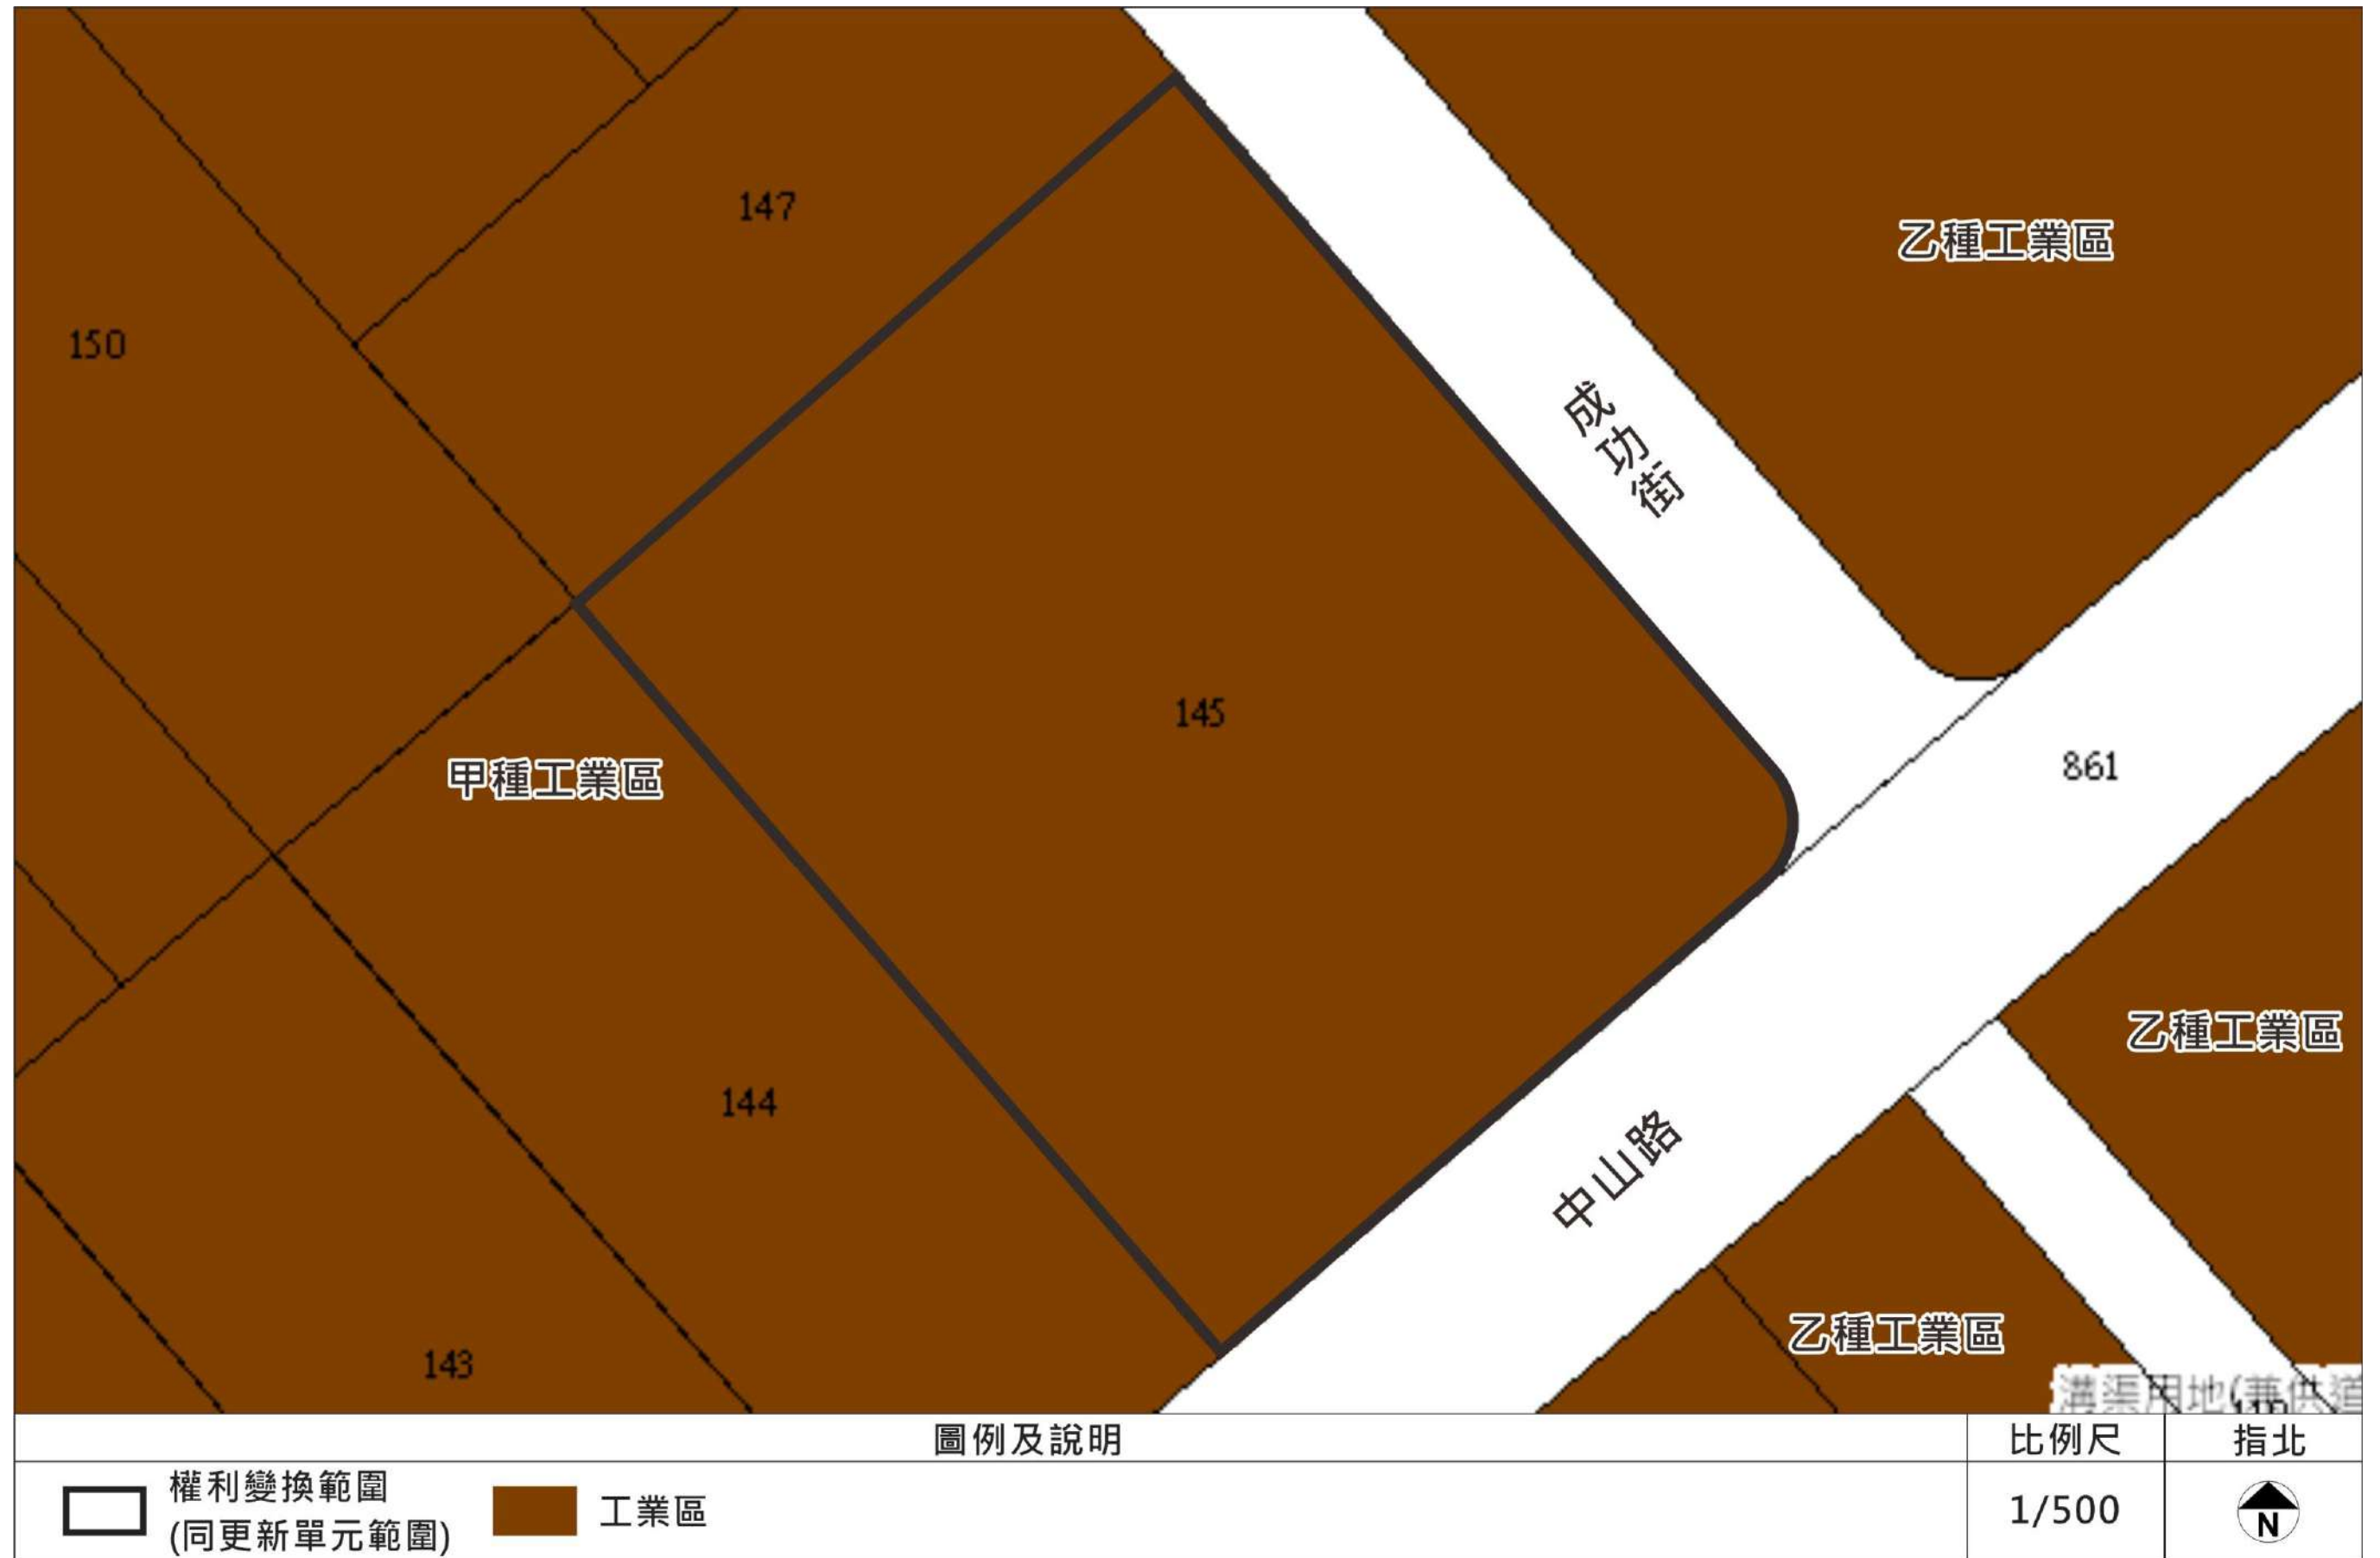 147
乙種工業區
150
成功街
145
861
甲種工業區
乙種工業區
144
中山路
乙種工業區
143
溝渠用地(兼供道
圖例及說明
比例尺
指北
權利變換範圍
(同更新單元範圍)
工業區
1/500
N